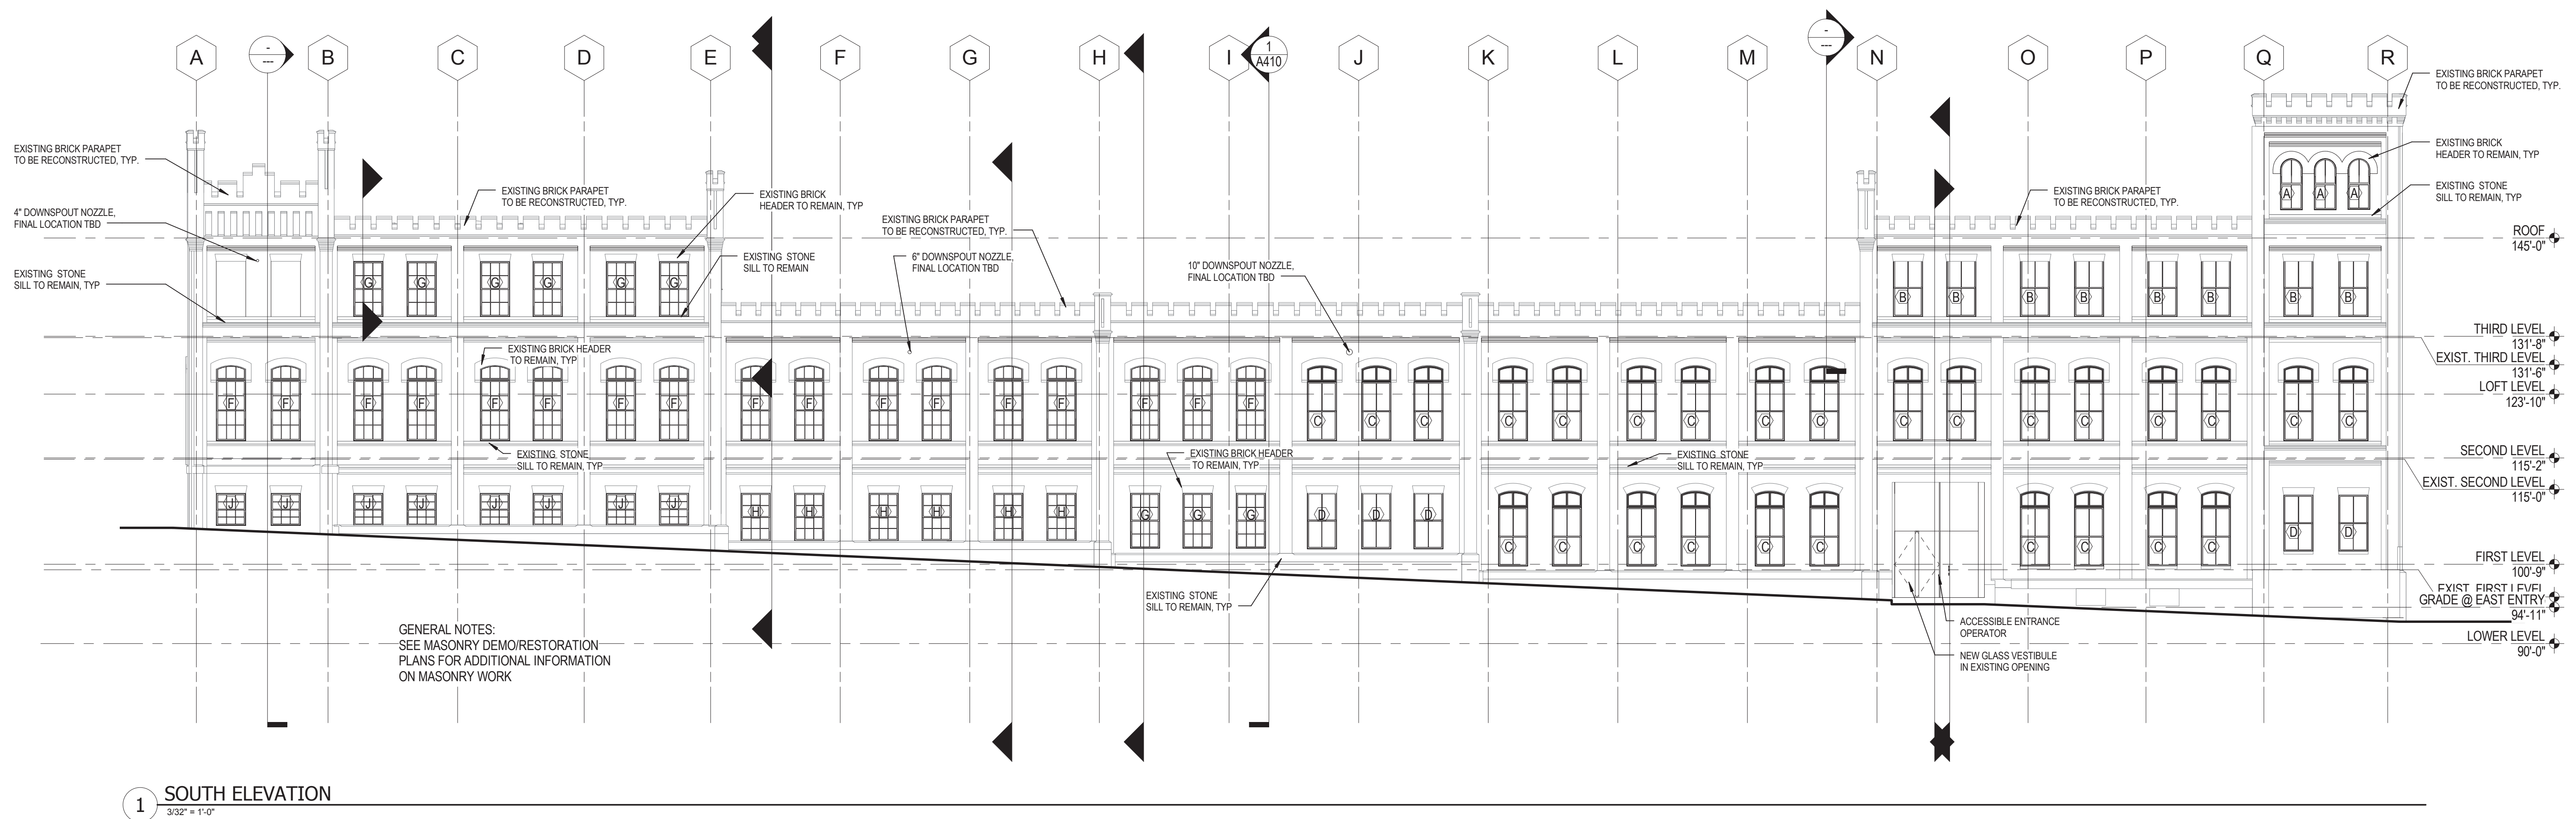 A
-
---
B
C
D
E
F
G
H
I
1
A410
J
K
L
M
-
---
N
O
P
Q
R
EXISTING BRICK PARAPET
TO BE RECONSTRUCTED, TYP.
EXISTING BRICK PARAPET
TO BE RECONSTRUCTED, TYP.
4" DOWNSPOUT NOZZLE,
FINAL LOCATION TBD
EXISTING STONE
SILL TO REMAIN, TYP
EXISTING BRICK PARAPET
TO BE RECONSTRUCTED, TYP.
EXISTING BRICK
HEADER TO REMAIN, TYP
EXISTING STONE
SILL TO REMAIN
EXISTING BRICK PARAPET
TO BE RECONSTRUCTED, TYP.
6" DOWNSPOUT NOZZLE,
FINAL LOCATION TBD
10" DOWNSPOUT NOZZLE,
FINAL LOCATION TBD
EXISTING BRICK PARAPET
TO BE RECONSTRUCTED, TYP.
EXISTING BRICK
HEADER TO REMAIN, TYP
EXISTING STONE
SILL TO REMAIN, TYP
A A A
ROOF
145'-0"
G G G G G G
B B B B B B B B
THIRD LEVEL
131'-8"
EXIST. THIRD LEVEL
131'-6"
LOFT LEVEL
123'-10"
EXISTING BRICK HEADER
TO REMAIN, TYP
F F F F F F F F F F F F F F F F F
C C C C C C C C C C C C C C C C C
EXISTING STONE
SILL TO REMAIN, TYP
EXISTING BRICK HEADER
TO REMAIN, TYP
EXISTING STONE
SILL TO REMAIN, TYP
SECOND LEVEL
115'-2"
EXIST. SECOND LEVEL
115'-0"
J J J J J J J J
H H H H H H
G G G
D D D
C C C C C C
C C C C
D D
FIRST LEVEL
100'-9"
EXIST. FIRST LEVEL
GRADE @ EAST ENTRY
94'-11"
LOWER LEVEL
90'-0"
EXISTING STONE
SILL TO REMAIN, TYP
ACCESSIBLE ENTRANCE
OPERATOR
NEW GLASS VESTIBULE
IN EXISTING OPENING
GENERAL NOTES:
SEE MASONRY DEMO/RESTORATION
PLANS FOR ADDITIONAL INFORMATION
ON MASONRY WORK
1
SOUTH ELEVATION
3/32" = 1'-0"